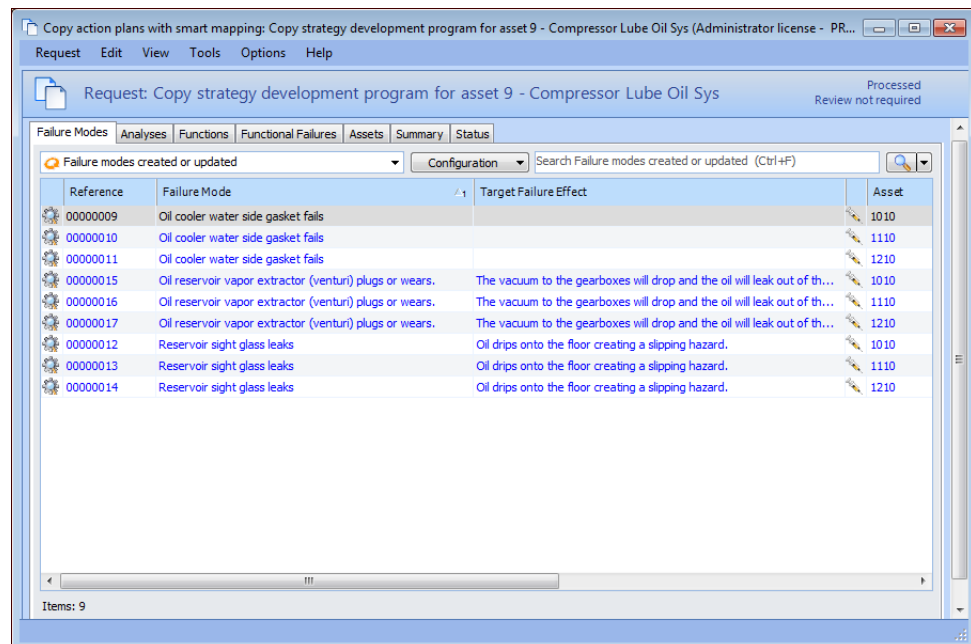 Copy action plans with smart mapping: Copy strategy development program for asset 9 - Compressor Lube Oil Sys (Administrator license - PR...
Request Edit View Tools Options Help
Request: Copy strategy development program for asset 9 - Compressor Lube Oil Sys
Processed
Review not required
Failure Modes Analyses Functions Functional Failures Assets Summary Status
Failure modes created or updated Configuration Search Failure modes created or updated (Ctrl+F)
Reference Failure Mode 1 Target Failure Effect Asset
00000009 Oil cooler water side gasket fails 1010
00000010 Oil cooler water side gasket fails 1110
00000011 Oil cooler water side gasket fails 1210
00000015 Oil reservoir vapor extractor (venturi) plugs or wears. The vacuum to the gearboxes will drop and the oil will leak out of th... 1010
00000016 Oil reservoir vapor extractor (venturi) plugs or wears. The vacuum to the gearboxes will drop and the oil will leak out of th... 1110
00000017 Oil reservoir vapor extractor (venturi) plugs or wears. The vacuum to the gearboxes will drop and the oil will leak out of th... 1210
00000012 Reservoir sight glass leaks Oil drips onto the floor creating a slipping hazard. 1010
00000013 Reservoir sight glass leaks Oil drips onto the floor creating a slipping hazard. 1110
00000014 Reservoir sight glass leaks Oil drips onto the floor creating a slipping hazard. 1210
Items: 9